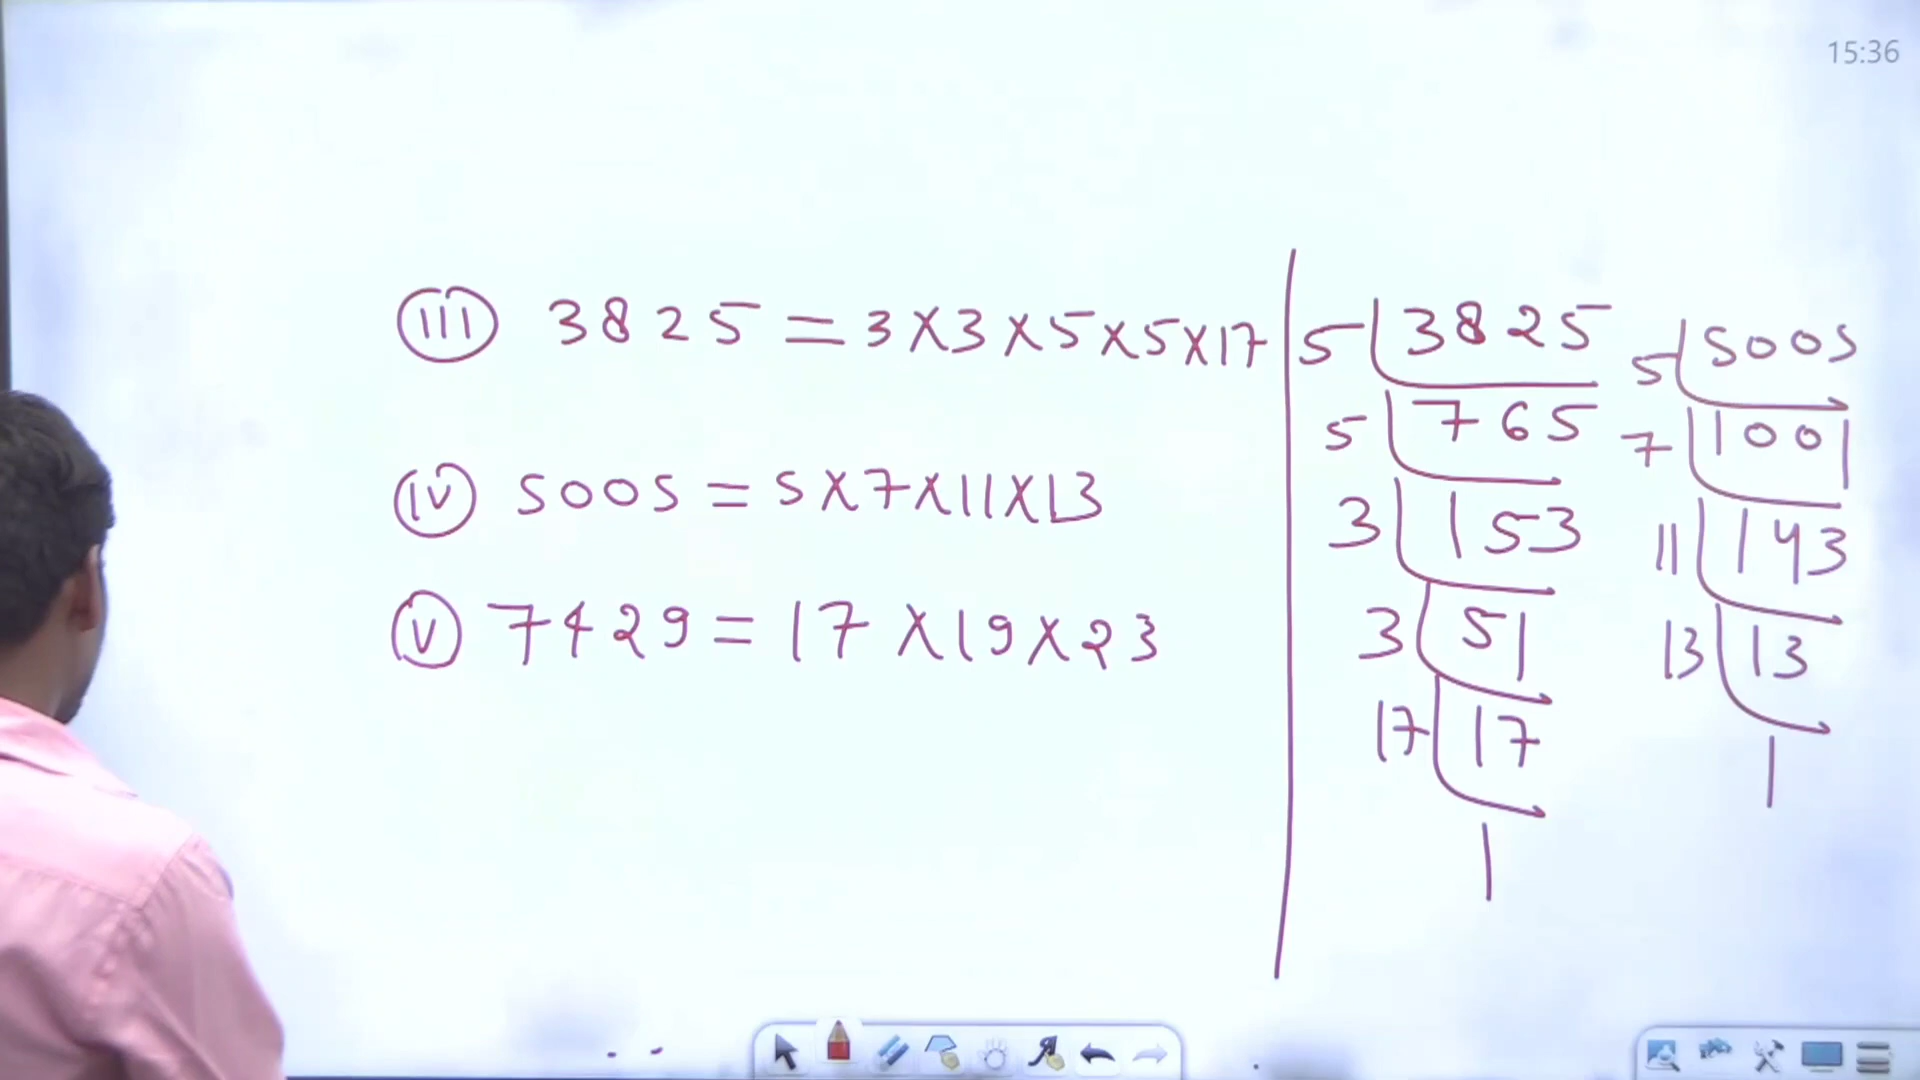 15:36
(III) 3825 = 3 X 3 X 5 X 5 X 17
(IV) 5005 = 5 X 7 X 11 X 13
(V) 7429 = 17 X 19 X 23
5 | 3825
5 | 765
3 | 153
3 | 51
17 | 17
1
5 | 5005
7 | 1001
11 | 143
13 | 13
1